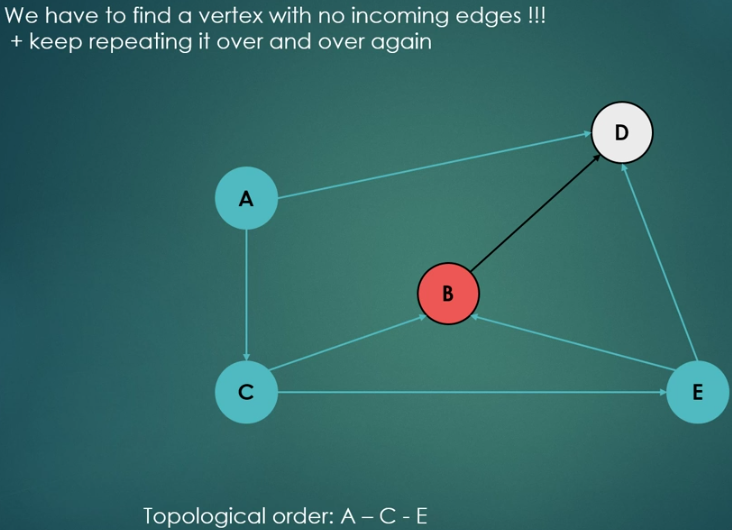 We have to find a vertex with no incoming edges !!!
+ keep repeating it over and over again
D
A
B
C
E
Topological order: A – C - E